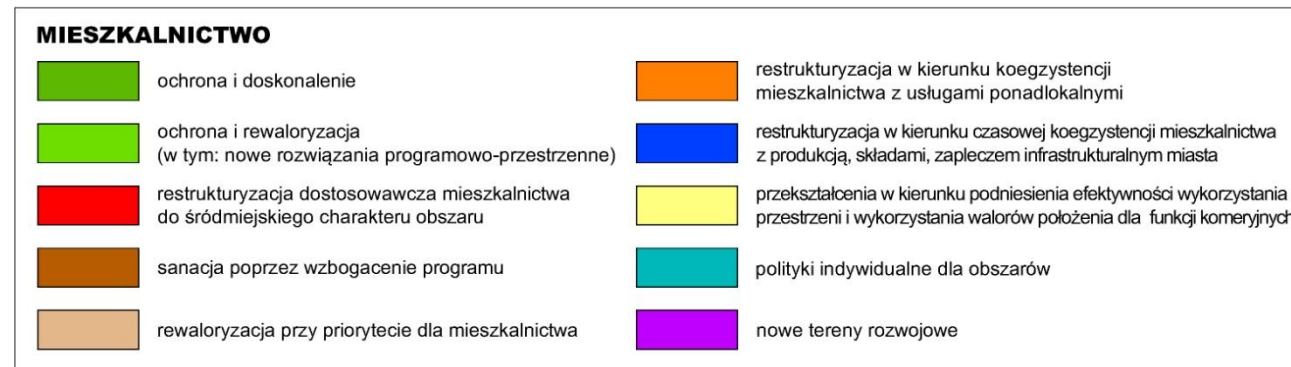 MIESZKALNICTWO
ochrona i doskonalenie
ochrona i rewaloryzacja
(w tym: nowe rozwiązania programowo-przestrzenne)
restrukturyzacja dostosowawcza mieszkalnictwa
do śródmiejskiego charakteru obszaru
sanacja poprzez wzbogacenie programu
rewaloryzacja przy priorytecie dla mieszkalnictwa
restrukturyzacja w kierunku koegzystencji
mieszkalnictwa z usługami ponadlokalnymi
restrukturyzacja w kierunku czasowej koegzystencji mieszkalnictwa
z produkcją, składami, zapleczem infrastrukturalnym miasta
przekształcenia w kierunku podniesienia efektywności wykorzystania
przestrzeni i wykorzystania walorów położenia dla funkcji komeryjnych
polityki indywidualne dla obszarów
nowe tereny rozwojowe